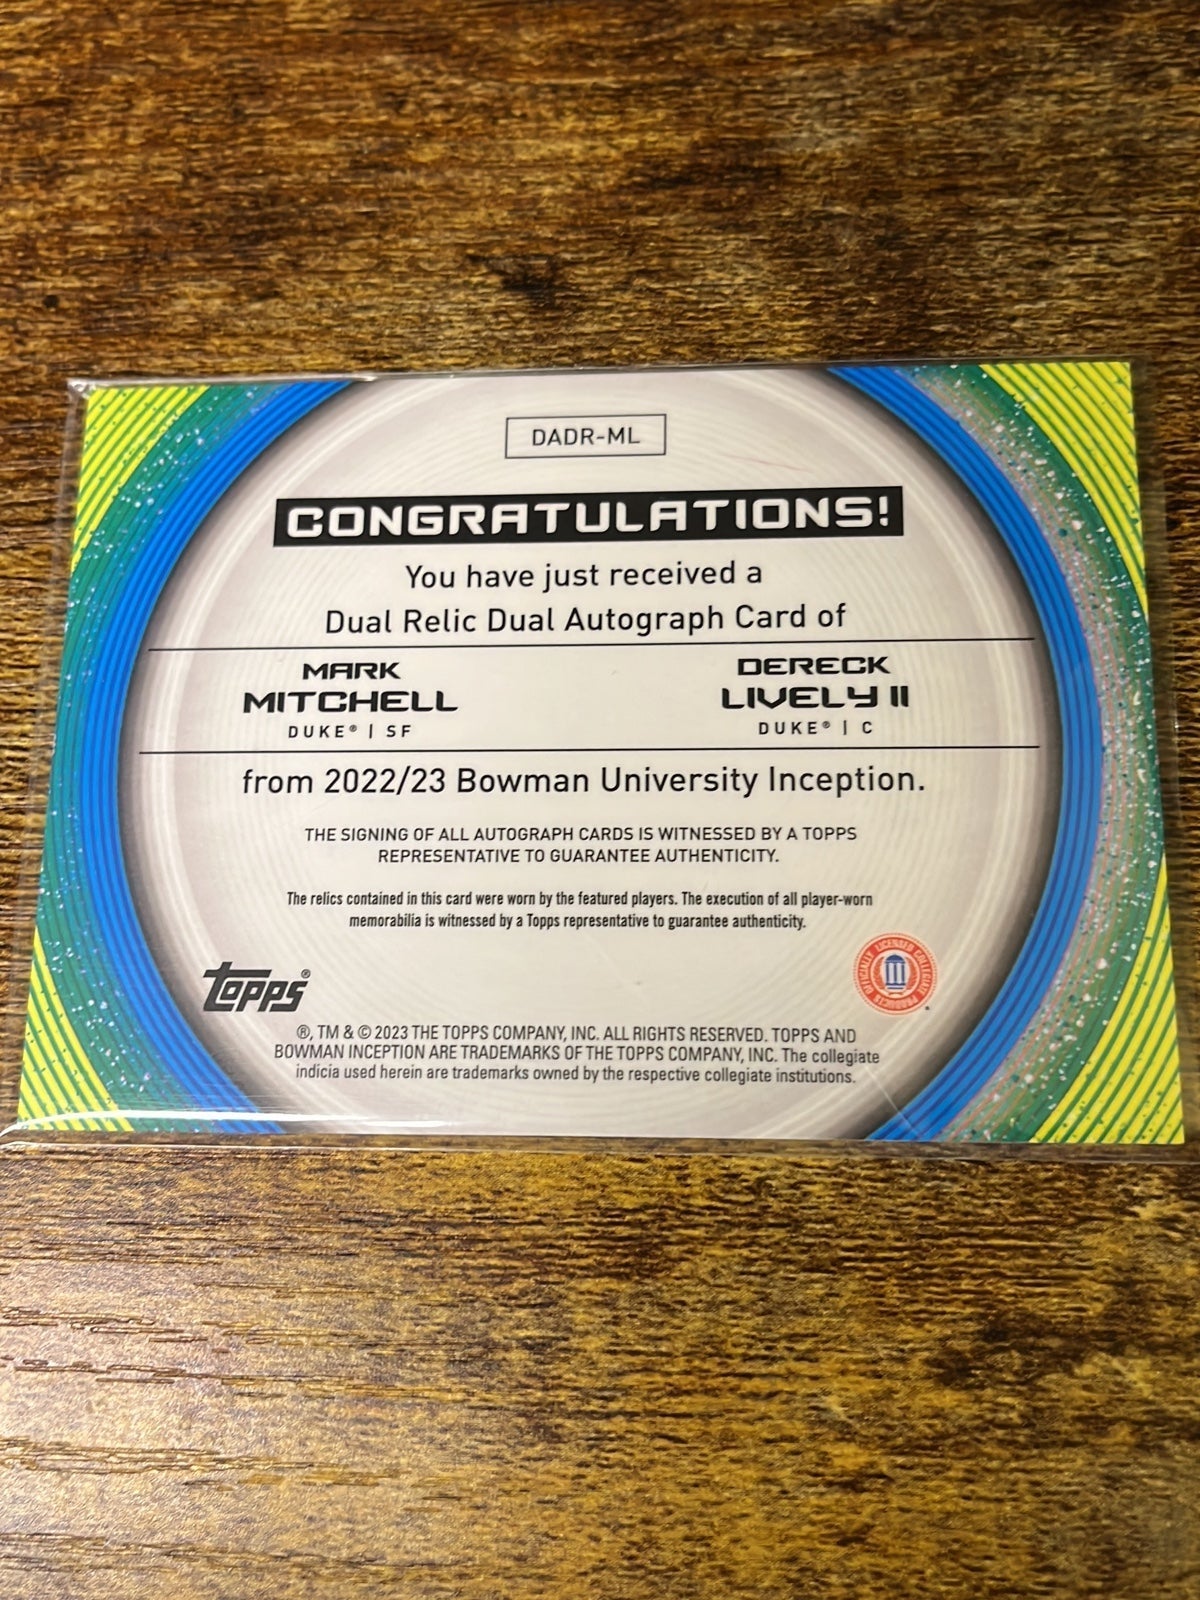 DADR-ML
CONGRATULATIONS!
You have just received a
Dual Relic Dual Autograph Card of
MARK
MITCHELL
DUKE® | SF
DERECK
LIVELY II
DUKE® | C
from 2022/23 Bowman University Inception.
THE SIGNING OF ALL AUTOGRAPH CARDS IS WITNESSED BY A TOPPS
REPRESENTATIVE TO GUARANTEE AUTHENTICITY.
The relics contained in this card were worn by the featured players. The execution of all player-worn
memorabilia is witnessed by a Topps representative to guarantee authenticity.
topps®
OFFICIALLY LICENSED COLLEGIATE PRODUCTS
®, TM & © 2023 THE TOPPS COMPANY, INC. ALL RIGHTS RESERVED. TOPPS AND
BOWMAN INCEPTION ARE TRADEMARKS OF THE TOPPS COMPANY, INC. The collegiate
indicia used herein are trademarks owned by the respective collegiate institutions.